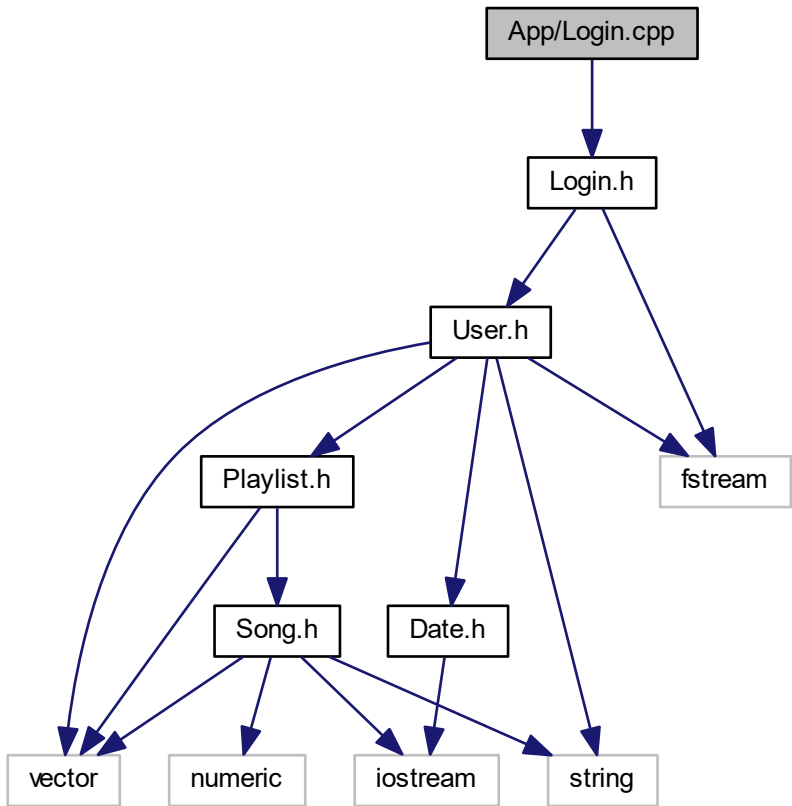 App/Login.cpp
Login.h
User.h
Playlist.h
fstream
Song.h
Date.h
vector
numeric
iostream
string